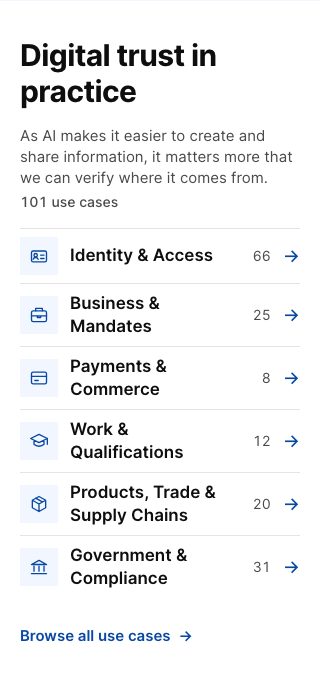 Digital trust in
practice
As AI makes it easier to create and
share information, it matters more that
we can verify where it comes from.
101 use cases
Identity & Access 66 →
Business &
Mandates 25 →
Payments &
Commerce 8 →
Work &
Qualifications 12 →
Products, Trade &
Supply Chains 20 →
Government &
Compliance 31 →
Browse all use cases →